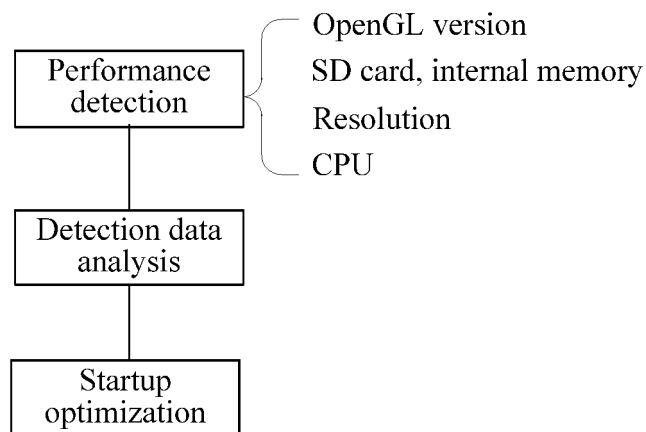 Performance
detection
OpenGL version
SD card, internal memory
Resolution
CPU
Detection data
analysis
Startup
optimization